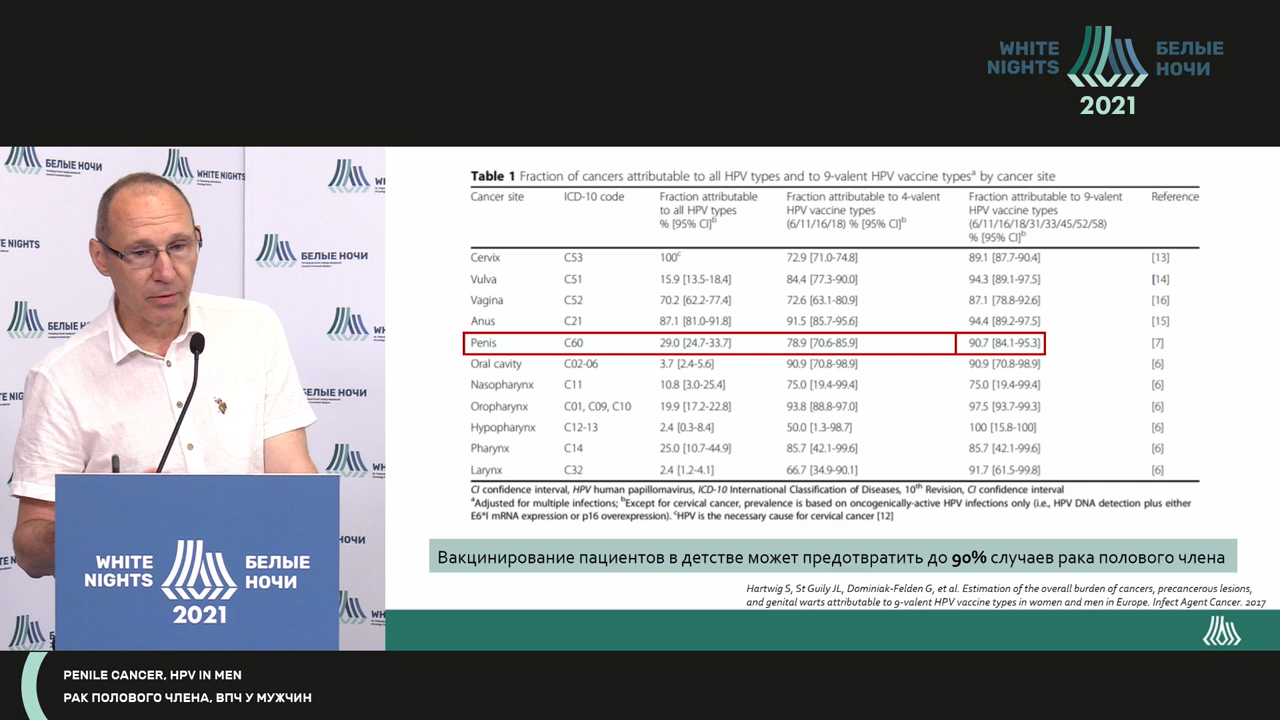 WHITE
NIGHTS
БЕЛЫЕ
НОЧИ
2021
БЕЛЫЕ НОЧИ
WHITE NIGHTS
БЕЛЫЕ НОЧИ
WHITE
NIGHTS
БЕЛЫЕ
НОЧИ
2021
Table 1 Fraction of cancers attributable to all HPV types and to 9-valent HPV vaccine typesᵃ by cancer site
Cancer site ICD-10 code Fraction attributable to all HPV types % [95% CI]ᵇ Fraction attributable to 4-valent HPV vaccine types (6/11/16/18) % [95% CI]ᵇ Fraction attributable to 9-valent HPV vaccine types (6/11/16/18/31/33/45/52/58) % [95% CI]ᵇ Reference
Cervix C53 100ᶜ 72.9 [71.0-74.8] 89.1 [87.7-90.4] [13]
Vulva C51 15.9 [13.5-18.4] 84.4 [77.3-90.0] 94.3 [89.1-97.5] [14]
Vagina C52 70.2 [62.2-77.4] 72.6 [63.1-80.9] 87.1 [78.8-92.6] [16]
Anus C21 87.1 [81.0-91.8] 91.5 [85.7-95.6] 94.4 [89.2-97.5] [15]
Penis C60 29.0 [24.7-33.7] 78.9 [70.6-85.9] 90.7 [84.1-95.3] [7]
Oral cavity C02-06 3.7 [2.4-5.6] 90.9 [70.8-98.9] 90.9 [70.8-98.9] [6]
Nasopharynx C11 10.8 [3.0-25.4] 75.0 [19.4-99.4] 75.0 [19.4-99.4] [6]
Oropharynx C01, C09, C10 19.9 [17.2-22.8] 93.8 [88.8-97.0] 97.5 [93.7-99.3] [6]
Hypopharynx C12-13 2.4 [0.3-8.4] 50.0 [1.3-98.7] 100 [15.8-100] [6]
Pharynx C14 25.0 [10.7-44.9] 85.7 [42.1-99.6] 85.7 [42.1-99.6] [6]
Larynx C32 2.4 [1.2-4.1] 66.7 [34.9-90.1] 91.7 [61.5-99.8] [6]
CI confidence interval, HPV human papillomavirus, ICD-10 International Classification of Diseases, 10ᵗʰ Revision, CI confidence interval
ᵃAdjusted for multiple infections; ᵇExcept for cervical cancer, prevalence is based on oncogenically-active HPV infections only (i.e., HPV DNA detection plus either
E6*I mRNA expression or p16 overexpression). ᶜHPV is the necessary cause for cervical cancer [12]
Вакцинирование пациентов в детстве может предотвратить до 90% случаев рака полового члена
Hartwig S, St Guily JL, Dominiak-Felden G, et al. Estimation of the overall burden of cancers, precancerous lesions,
and genital warts attributable to 9-valent HPV vaccine types in women and men in Europe. Infect Agent Cancer. 2017
PENILE CANCER, HPV IN MEN
РАК ПОЛОВОГО ЧЛЕНА, ВПЧ У МУЖЧИН